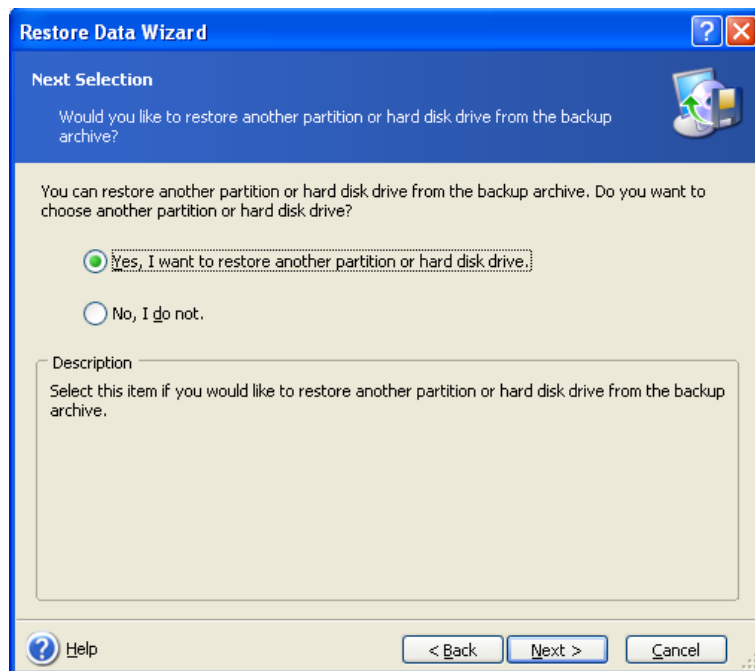 Restore Data Wizard
Next Selection
Would you like to restore another partition or hard disk drive from the backup
archive?
You can restore another partition or hard disk drive from the backup archive. Do you want to
choose another partition or hard disk drive?
Yes, I want to restore another partition or hard disk drive.
No, I do not.
Description
Select this item if you would like to restore another partition or hard disk drive from the backup
archive.
Help
< Back
Next >
Cancel